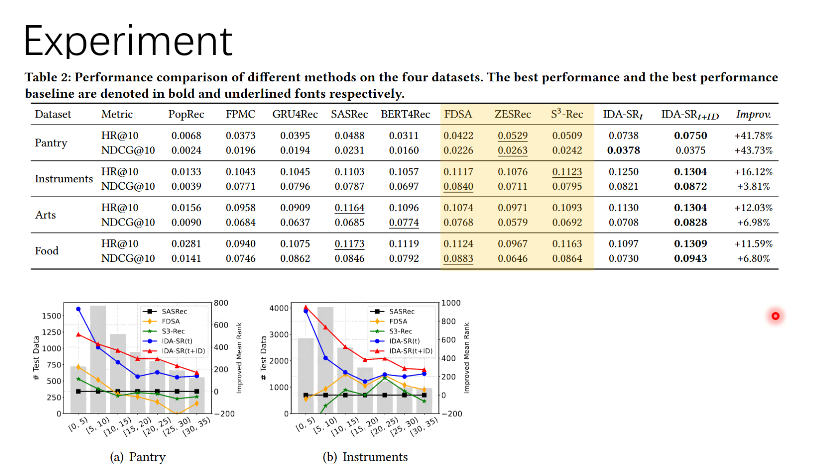 Experiment
Table 2: Performance comparison of different methods on the four datasets. The best performance and the best performance
baseline are denoted in bold and underlined fonts respectively.
Dataset Metric PopRec FPMC GRU4Rec SASRec BERT4Rec FDSA ZESRec S³-Rec IDA-SRt IDA-SRt+ID Improv.
Pantry HR@10 0.0068 0.0373 0.0395 0.0488 0.0311 0.0422 0.0529 0.0509 0.0738 0.0750 +41.78%
NDCG@10 0.0024 0.0196 0.0194 0.0231 0.0160 0.0226 0.0263 0.0242 0.0378 0.0375 +43.73%
Instruments HR@10 0.0133 0.1043 0.1045 0.1103 0.1057 0.1117 0.1076 0.1123 0.1250 0.1304 +16.12%
NDCG@10 0.0039 0.0771 0.0796 0.0787 0.0697 0.0840 0.0711 0.0795 0.0821 0.0872 +3.81%
Arts HR@10 0.0156 0.0958 0.0909 0.1164 0.1096 0.1074 0.0971 0.1093 0.1130 0.1304 +12.03%
NDCG@10 0.0090 0.0684 0.0637 0.0685 0.0774 0.0768 0.0579 0.0692 0.0708 0.0828 +6.98%
Food HR@10 0.0281 0.0940 0.1075 0.1173 0.1119 0.1124 0.0967 0.1163 0.1097 0.1309 +11.59%
NDCG@10 0.0141 0.0746 0.0862 0.0846 0.0792 0.0883 0.0646 0.0864 0.0730 0.0943 +6.80%
# Test Data
1500
1250
1000
750
500
250
0
SASRec
FDSA
S3-Rec
IDA-SR(t)
IDA-SR(t+ID)
800
600
400
200
0
−200
Improved Mean Rank
[0, 5) [5, 10) [10, 15) [15, 20) [20, 25) [25, 30) [30, 35)
(a) Pantry
# Test Data
4000
3000
2000
1000
0
SASRec
FDSA
S3-Rec
IDA-SR(t)
IDA-SR(t+ID)
1000
800
600
400
200
0
−200
Improved Mean Rank
[0, 5) [5, 10) [10, 15) [15, 20) [20, 25) [25, 30) [30, 35)
(b) Instruments